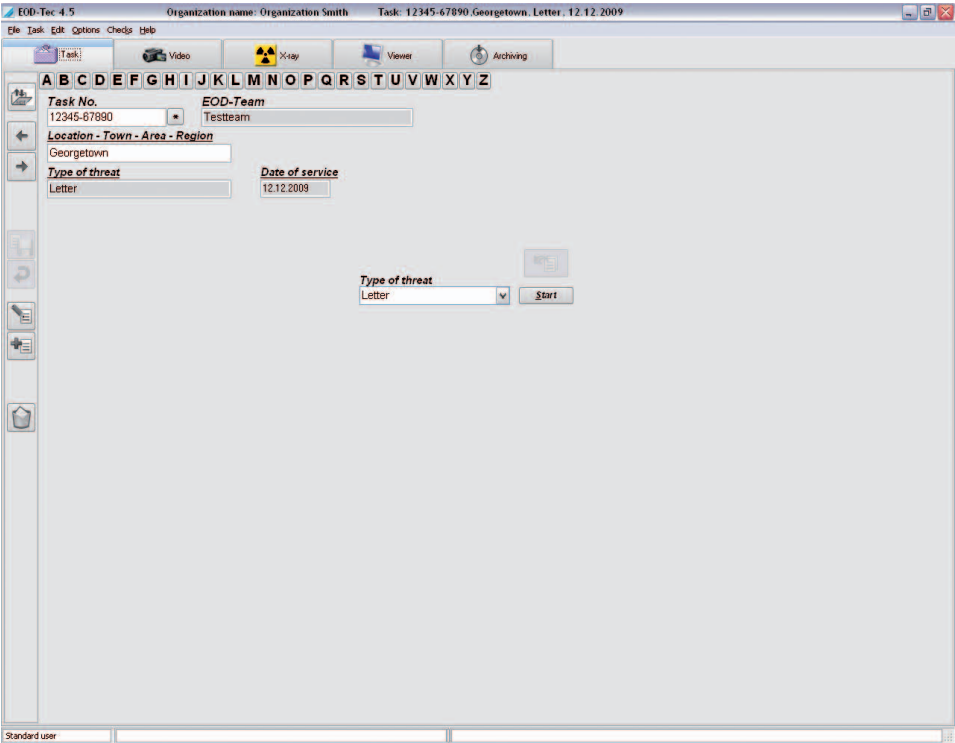 EOD-Tec 4.5 Organization name: Organization Smith Task: 12345-67890,Georgetown, Letter, 12.12.2009
File Task Edit Options Checks Help
Task Video X-ray Viewer Archiving
A B C D E F G H I J K L M N O P Q R S T U V W X Y Z
Task No. EOD-Team
12345-67890 * Testteam
Location - Town - Area - Region
Georgetown
Type of threat Date of service
Letter 12.12.2009
Type of threat
Letter Start
Standard user